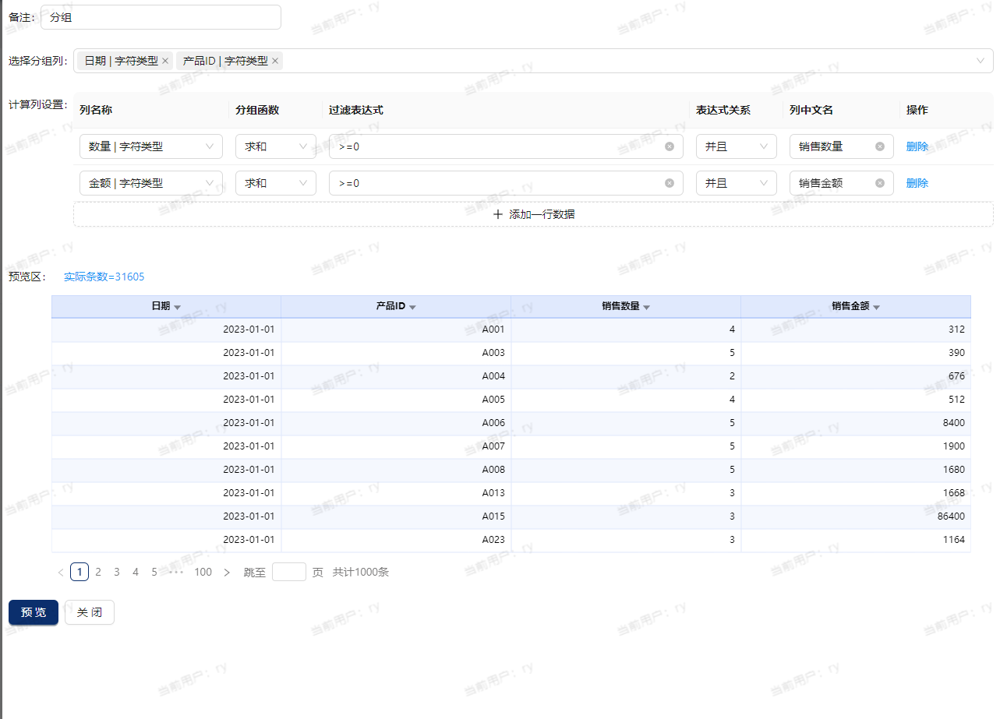 备注： 分组
选择分组列： 日期 | 字符类型 × 产品ID | 字符类型 ×
计算列设置： 列名称 分组函数 过滤表达式 表达式关系 列中文名 操作
数量 | 字符类型 求和 >=0 并且 销售数量 删除
金额 | 字符类型 求和 >=0 并且 销售金额 删除
+ 添加一行数据
预览区： 实际条数=31605
日期 产品ID 销售数量 销售金额
2023-01-01 A001 4 312
2023-01-01 A003 5 390
2023-01-01 A004 2 676
2023-01-01 A005 4 512
2023-01-01 A006 5 8400
2023-01-01 A007 5 1900
2023-01-01 A008 5 1680
2023-01-01 A013 3 1668
2023-01-01 A015 3 86400
2023-01-01 A023 3 1164
< 1 2 3 4 5 ••• 100 > 跳至 页 共计1000条
预 览 关 闭
当前用户：ry